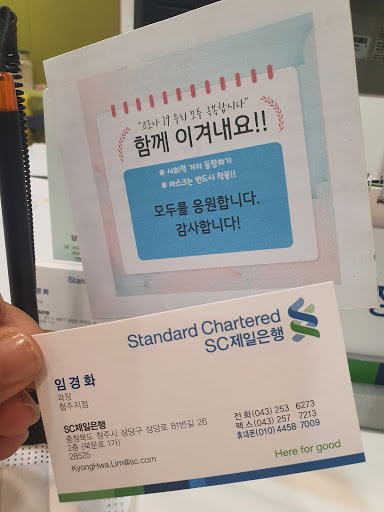 "코로나 19 우리 모두 극복합시다"
함께 이겨내요!!
# 사회적 거리 동참하기
# 마스크는 반드시 착용!!
모두를 응원합니다.
감사합니다!
Standard Chartered
SC제일은행
임경화
과장
청주지점
SC제일은행
충청북도 청주시 상당구 상당로 81번길 26
2층 (북문로 1가)
28525
KyongHwa.Lim@sc.com
전 화 (043) 253 6273
팩 스 (043) 257 7213
휴대폰 (010) 4458 7009
Here for good